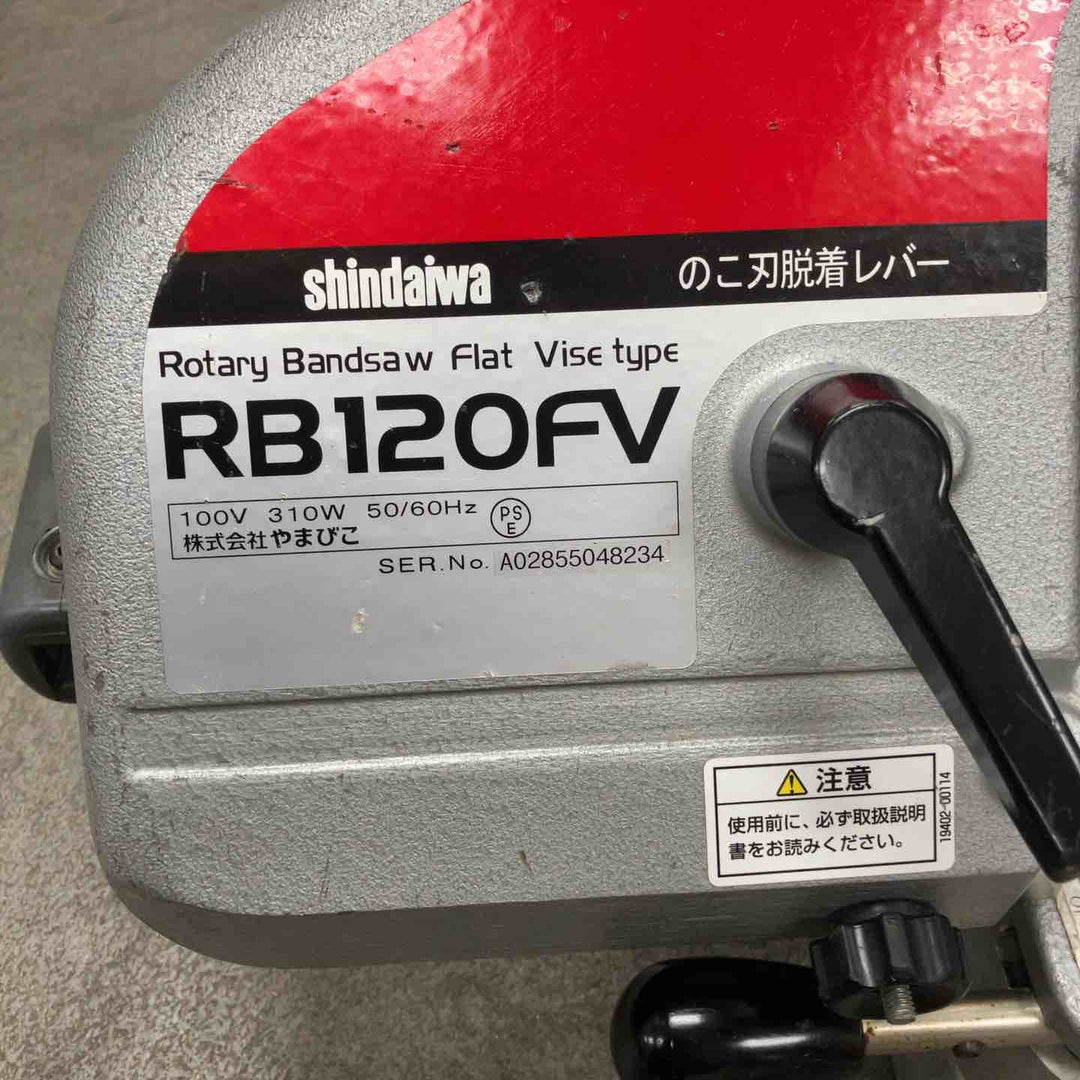 shindaiwa
のこ刃脱着レバー
Rotary Bandsaw Flat Vise type
RB120FV
100V 310W 50/60Hz PSE
株式会社やまびこ
SER.No. A02855048234
注意
使用前に、必ず取扱説明
書をお読みください。
19402-00114